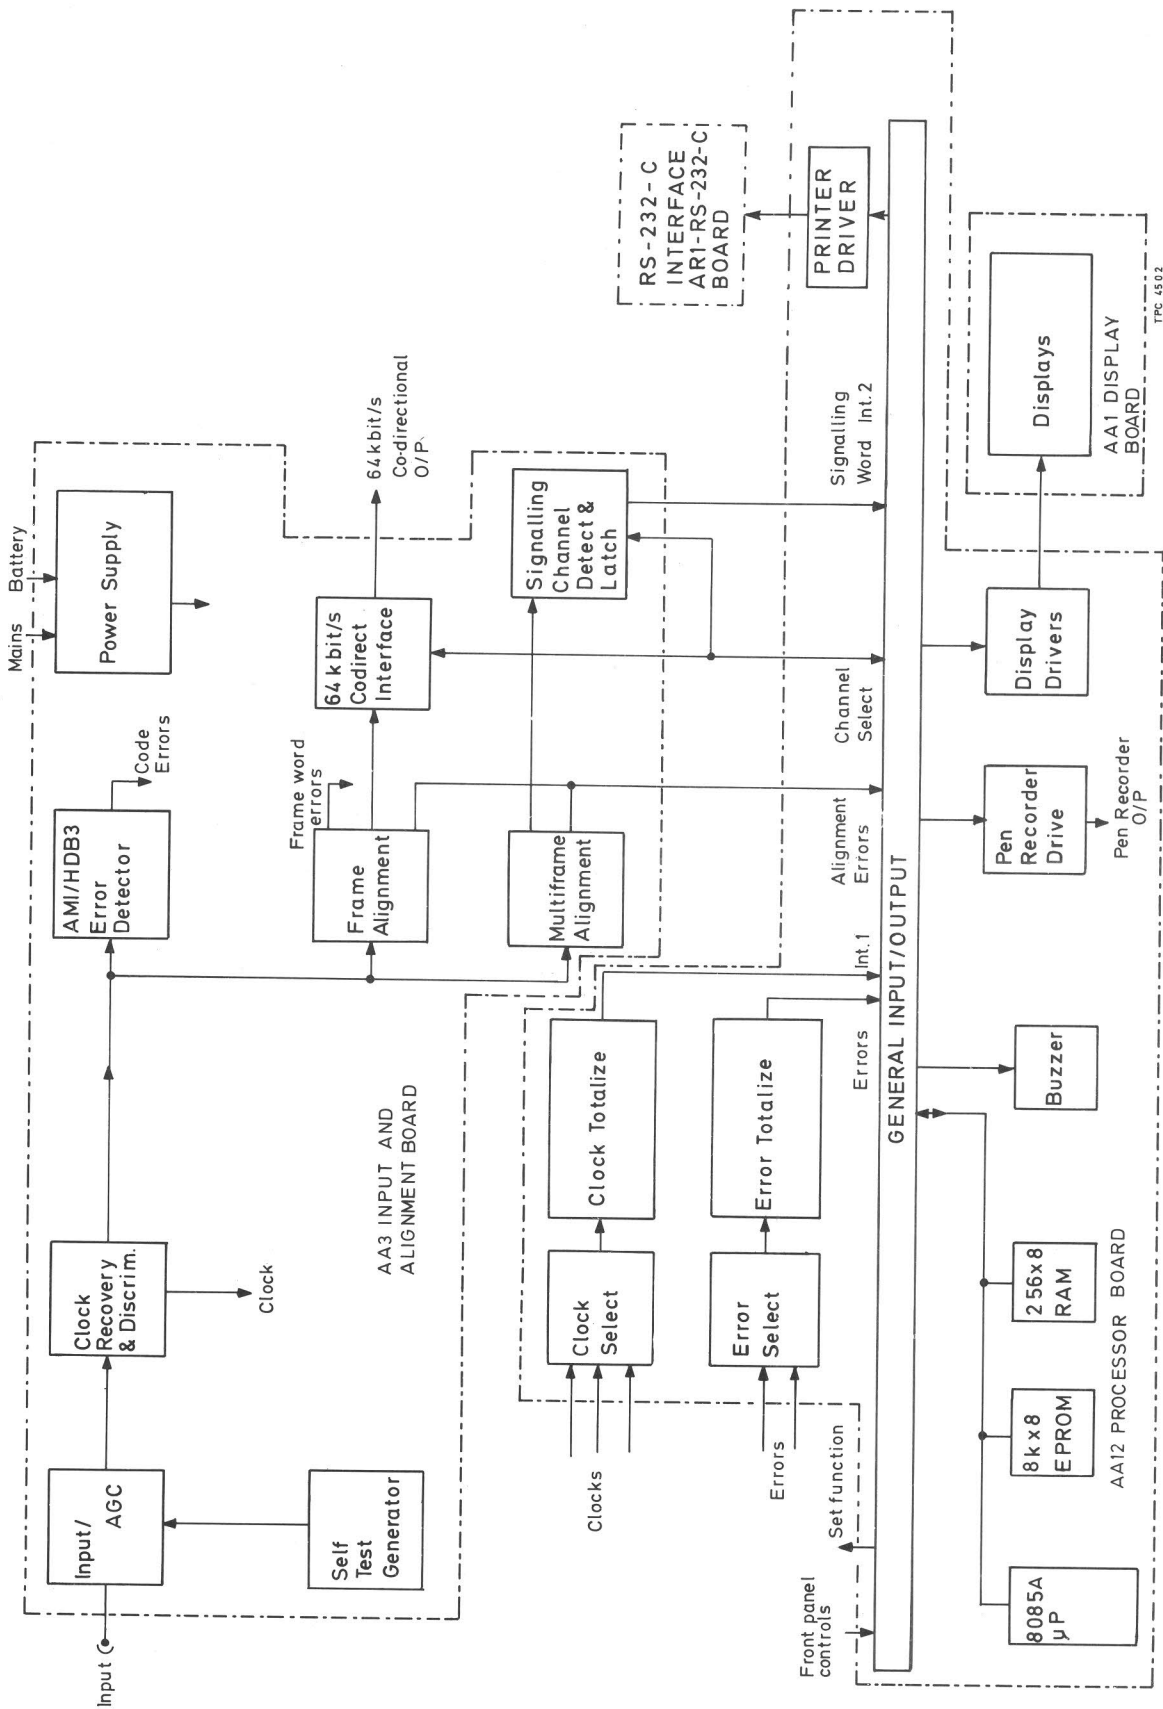 Mains
Battery
Power Supply
Code
Errors
AMI/HDB3
Error
Detector
Clock
Recovery
& Discrim.
Clock
Input/
AGC
Input
Self
Test
Generator
AA3 INPUT AND
ALIGNMENT BOARD
Frame word
errors
Frame
Alignment
64 kbit/s
Codirect
Interface
64kbit/s
Co-directional
O/P
Multiframe
Alignment
Signalling
Channel
Detect &
Latch
RS-232-C
INTERFACE
AR1-RS-232-C
BOARD
PRINTER
DRIVER
Clocks
Clock
Select
Clock Totalize
Errors
Error
Select
Error Totalize
Front panel
controls
Set function
Errors
Int.1
Alignment
Errors
Channel
Select
Signalling
Word Int.2
GENERAL INPUT/OUTPUT
8085A
µP
8k x8
EPROM
256x8
RAM
Buzzer
Pen
Recorder
Drive
Pen Recorder
O/P
Display
Drivers
Displays
AA12 PROCESSOR BOARD
AA1 DISPLAY
BOARD
TPC 4502